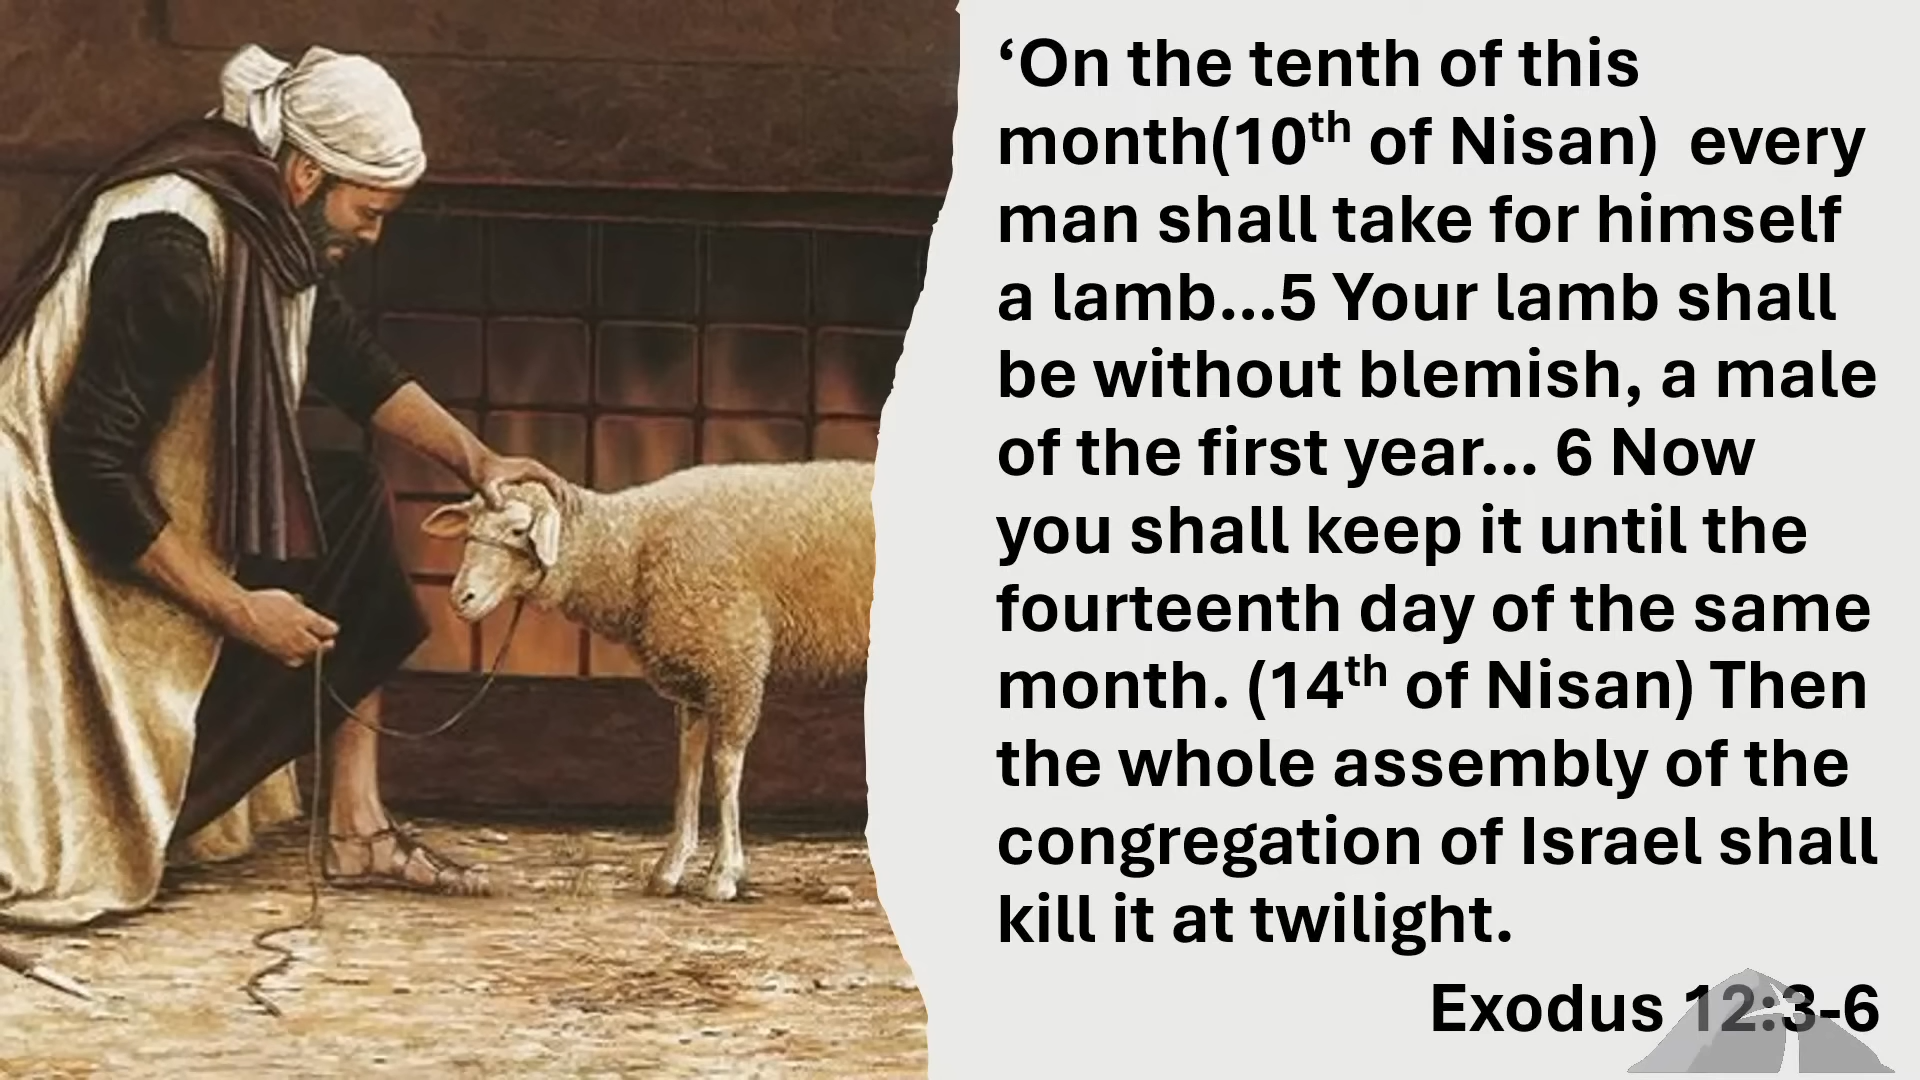 ‘On the tenth of this
month(10th of Nisan)  every
man shall take for himself
a lamb...5 Your lamb shall
be without blemish, a male
of the first year... 6 Now
you shall keep it until the
fourteenth day of the same
month. (14th of Nisan) Then
the whole assembly of the
congregation of Israel shall
kill it at twilight.
Exodus 12:3-6